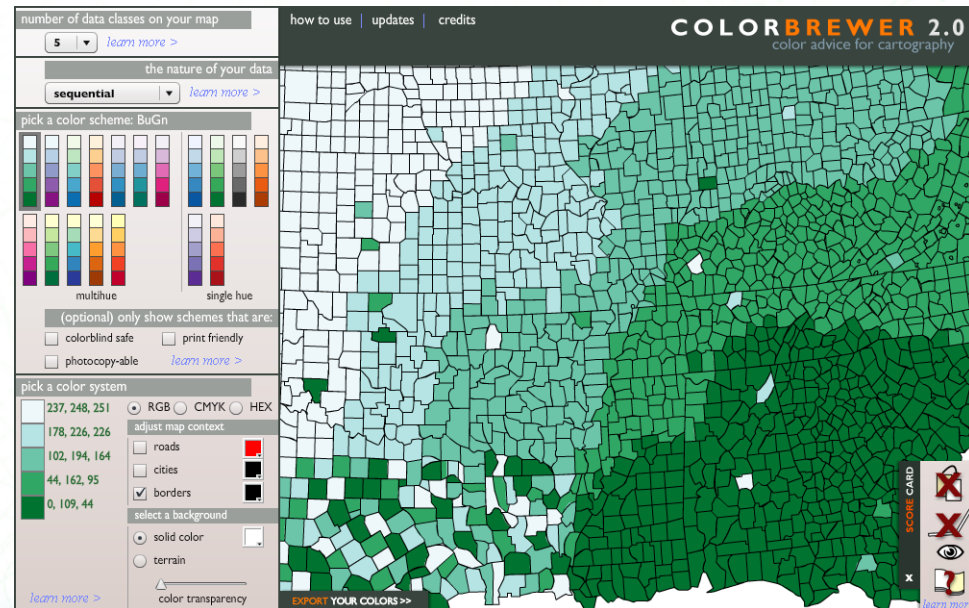 number of data classes on your map
5
learn more >
the nature of your data
sequential
learn more >
pick a color scheme: BuGn
multihue
single hue
(optional) only show schemes that are:
colorblind safe
print friendly
photocopy-able
learn more >
pick a color system
237, 248, 251
178, 226, 226
102, 194, 164
44, 162, 95
0, 109, 44
RGB CMYK HEX
adjust map context
roads
cities
borders
select a background
solid color
terrain
color transparency
learn more >
how to use | updates | credits
COLORBREWER 2.0
color advice for cartography
EXPORT YOUR COLORS >>
SCORE CARD
x
?
learn mor